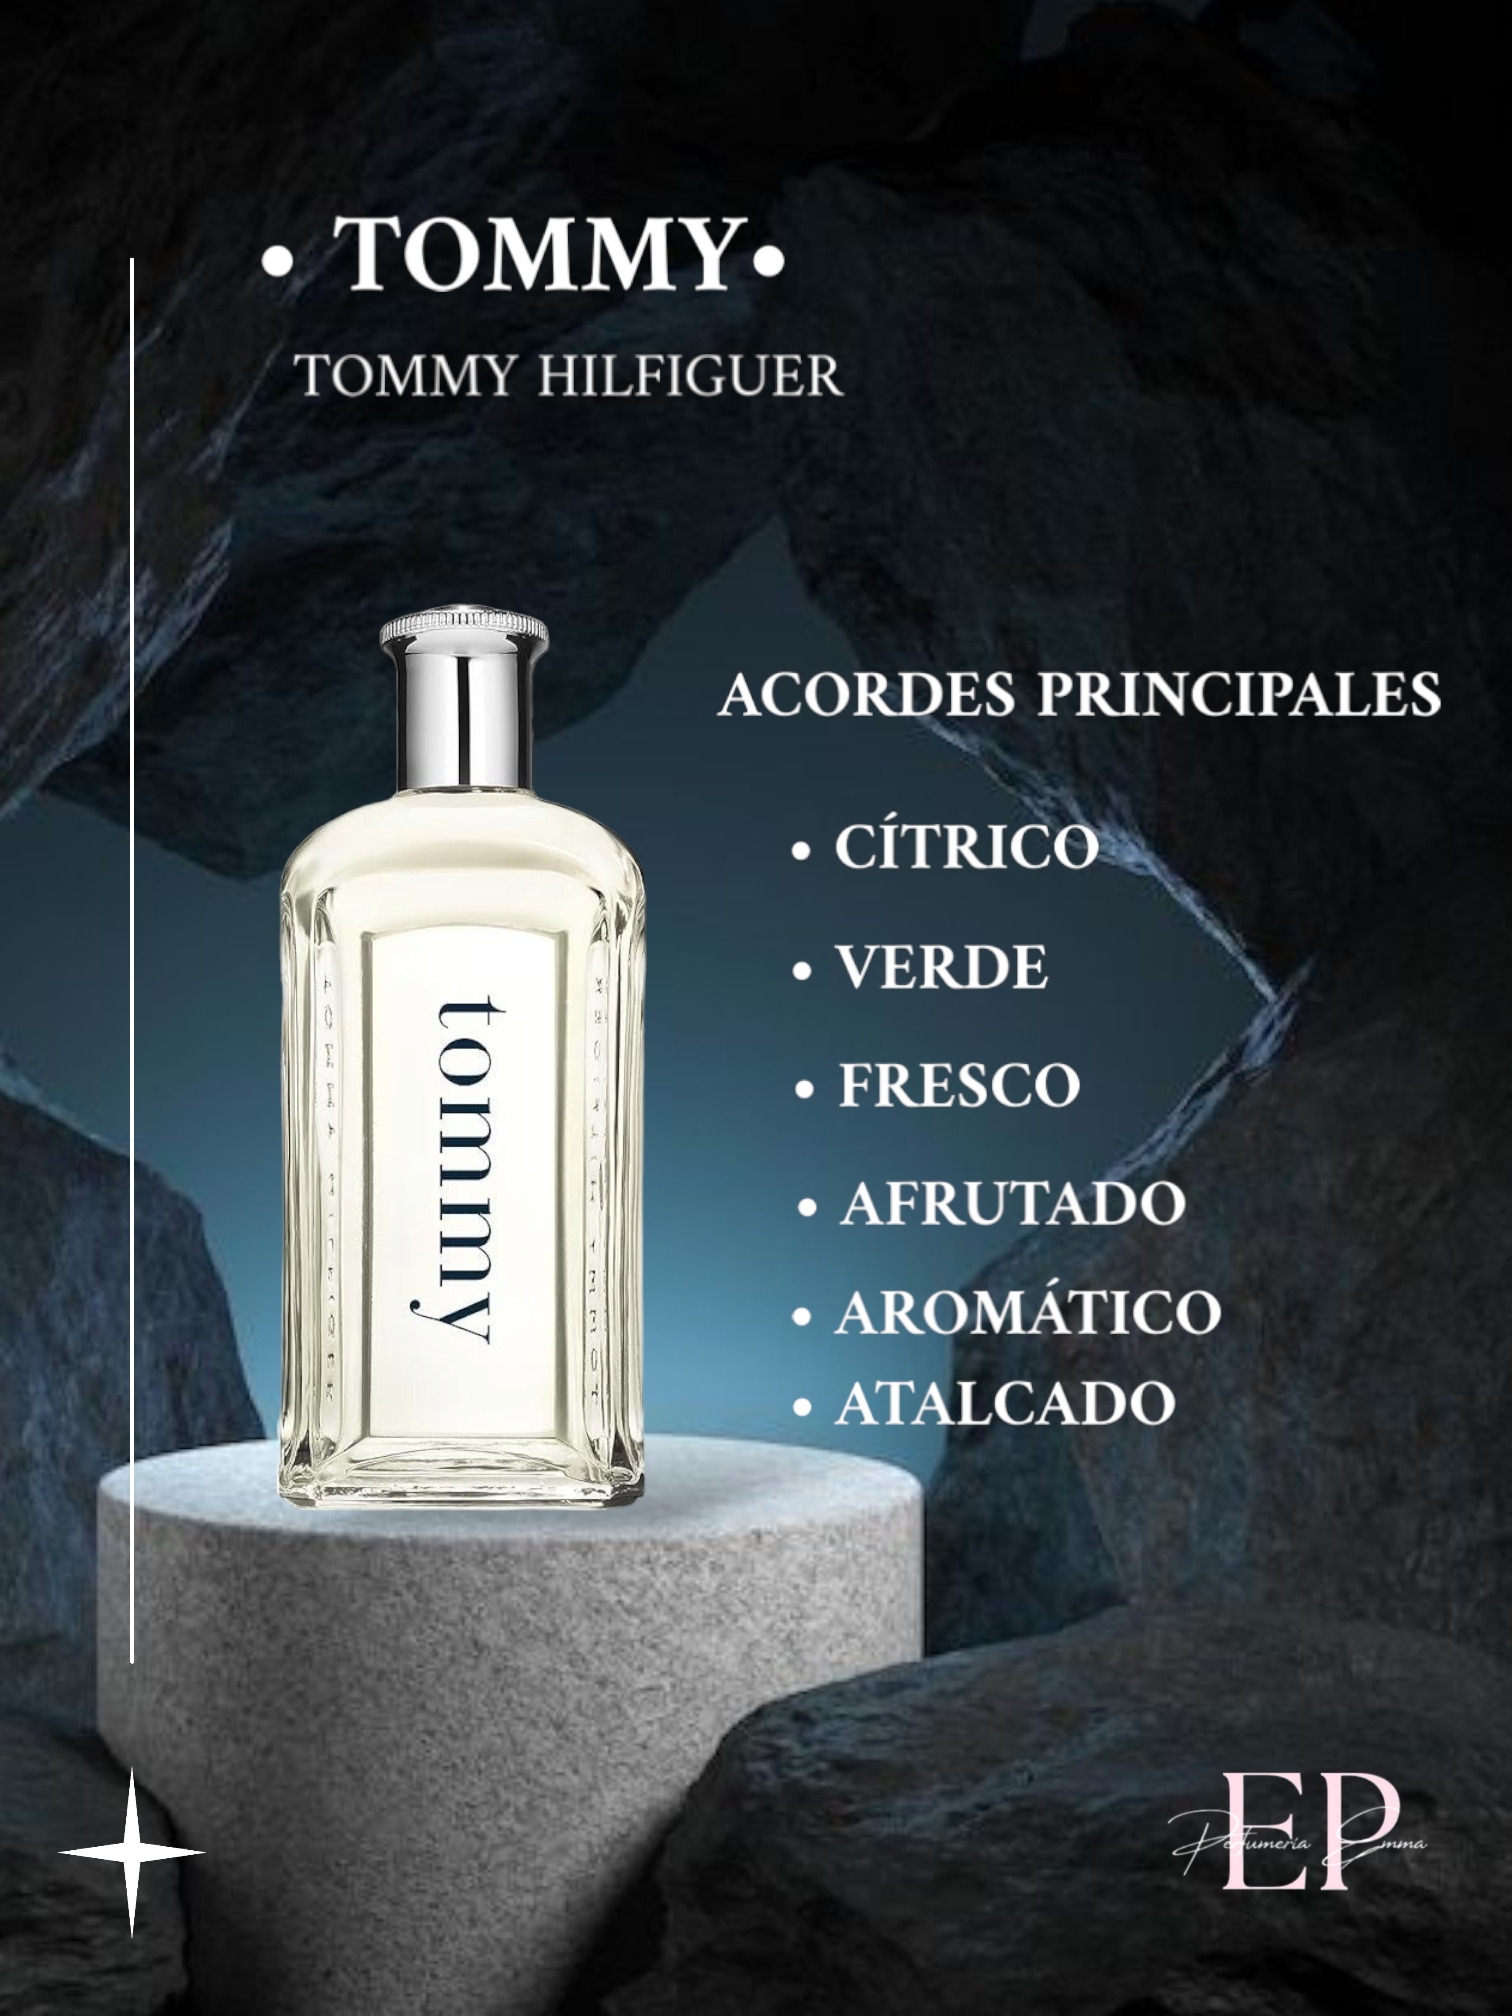 • TOMMY•
TOMMY HILFIGUER
ACORDES PRINCIPALES
• CÍTRICO
• VERDE
• FRESCO
• AFRUTADO
• AROMÁTICO
• ATALCADO
tommy
EP
Perfumeria Emma